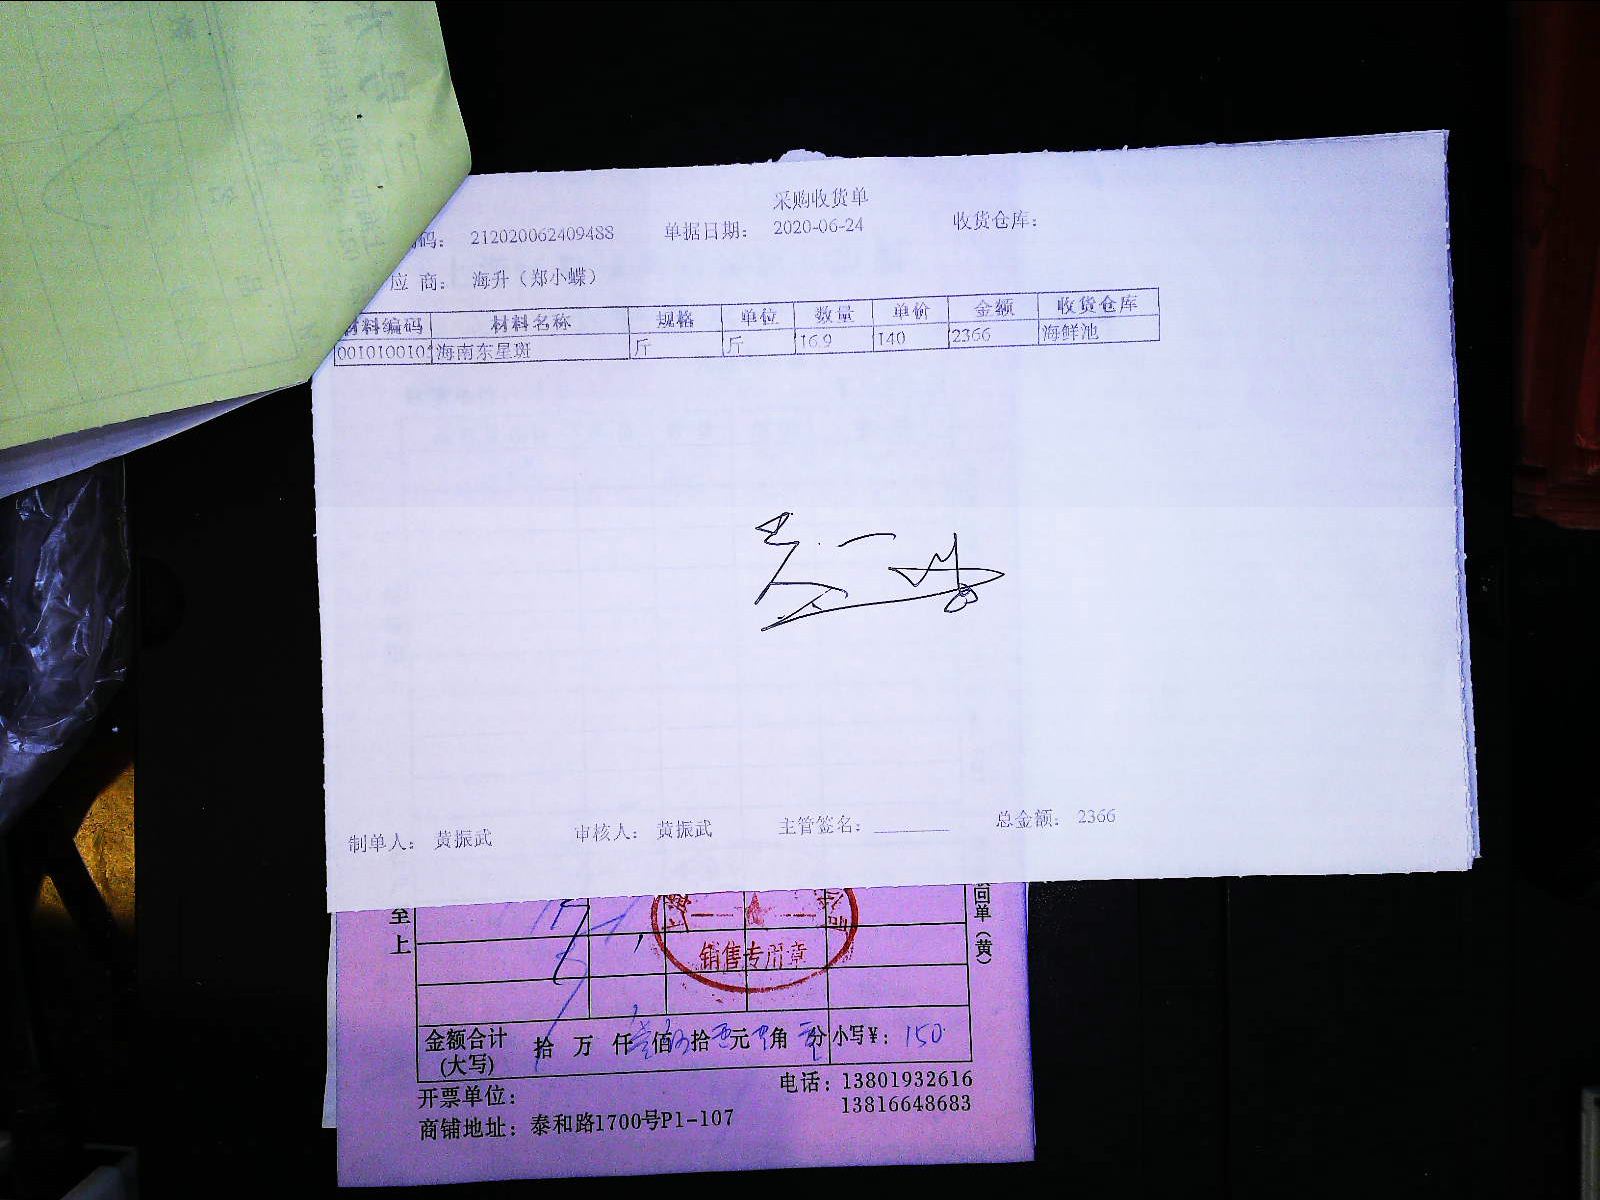 采购收货单
码： 212020062409488 单据日期： 2020-06-24 收货仓库：
应商： 海升（郑小蝶）
材料编码 材料名称 规格 单位 数量 单价 金额 收货仓库
001010010 海南东星斑 斤 斤 16.9 140 2366 海鲜池
制单人： 黄振武 审核人： 黄振武 主管签名： 总金额： 2366
至上
回单（黄）
销售专用章
金额合计(大写) 拾 万 仟 佰 拾 元 角 分 小写¥： 150
开票单位：
电话：13801932616
13816648683
商铺地址：泰和路1700号P1-107